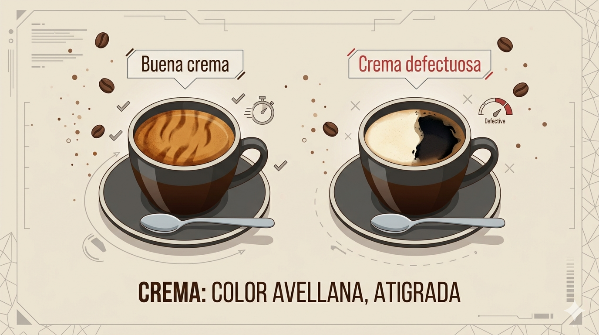 Buena crema
Crema defectuosa
Defective
CREMA: COLOR AVELLANA, ATIGRADA